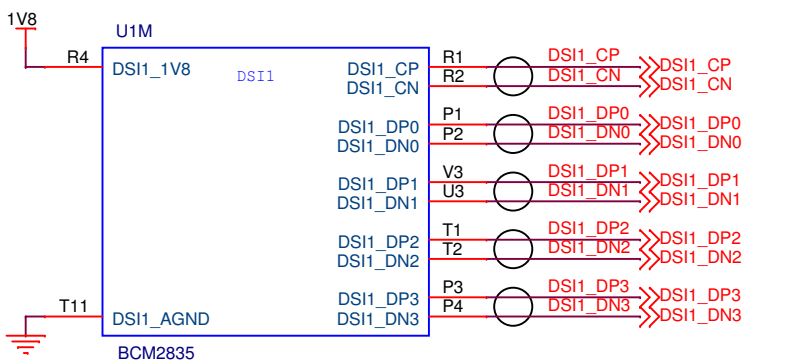 1V8
U1M
R4 DSI1_1V8 DSI1 DSI1_CP R1 DSI1_CP DSI1_CP
DSI1_CN R2 DSI1_CN DSI1_CN
DSI1_DP0 P1 DSI1_DP0 DSI1_DP0
DSI1_DN0 P2 DSI1_DN0 DSI1_DN0
DSI1_DP1 V3 DSI1_DP1 DSI1_DP1
DSI1_DN1 U3 DSI1_DN1 DSI1_DN1
DSI1_DP2 T1 DSI1_DP2 DSI1_DP2
DSI1_DN2 T2 DSI1_DN2 DSI1_DN2
DSI1_DP3 P3 DSI1_DP3 DSI1_DP3
T11 DSI1_AGND DSI1_DN3 P4 DSI1_DN3 DSI1_DN3
BCM2835